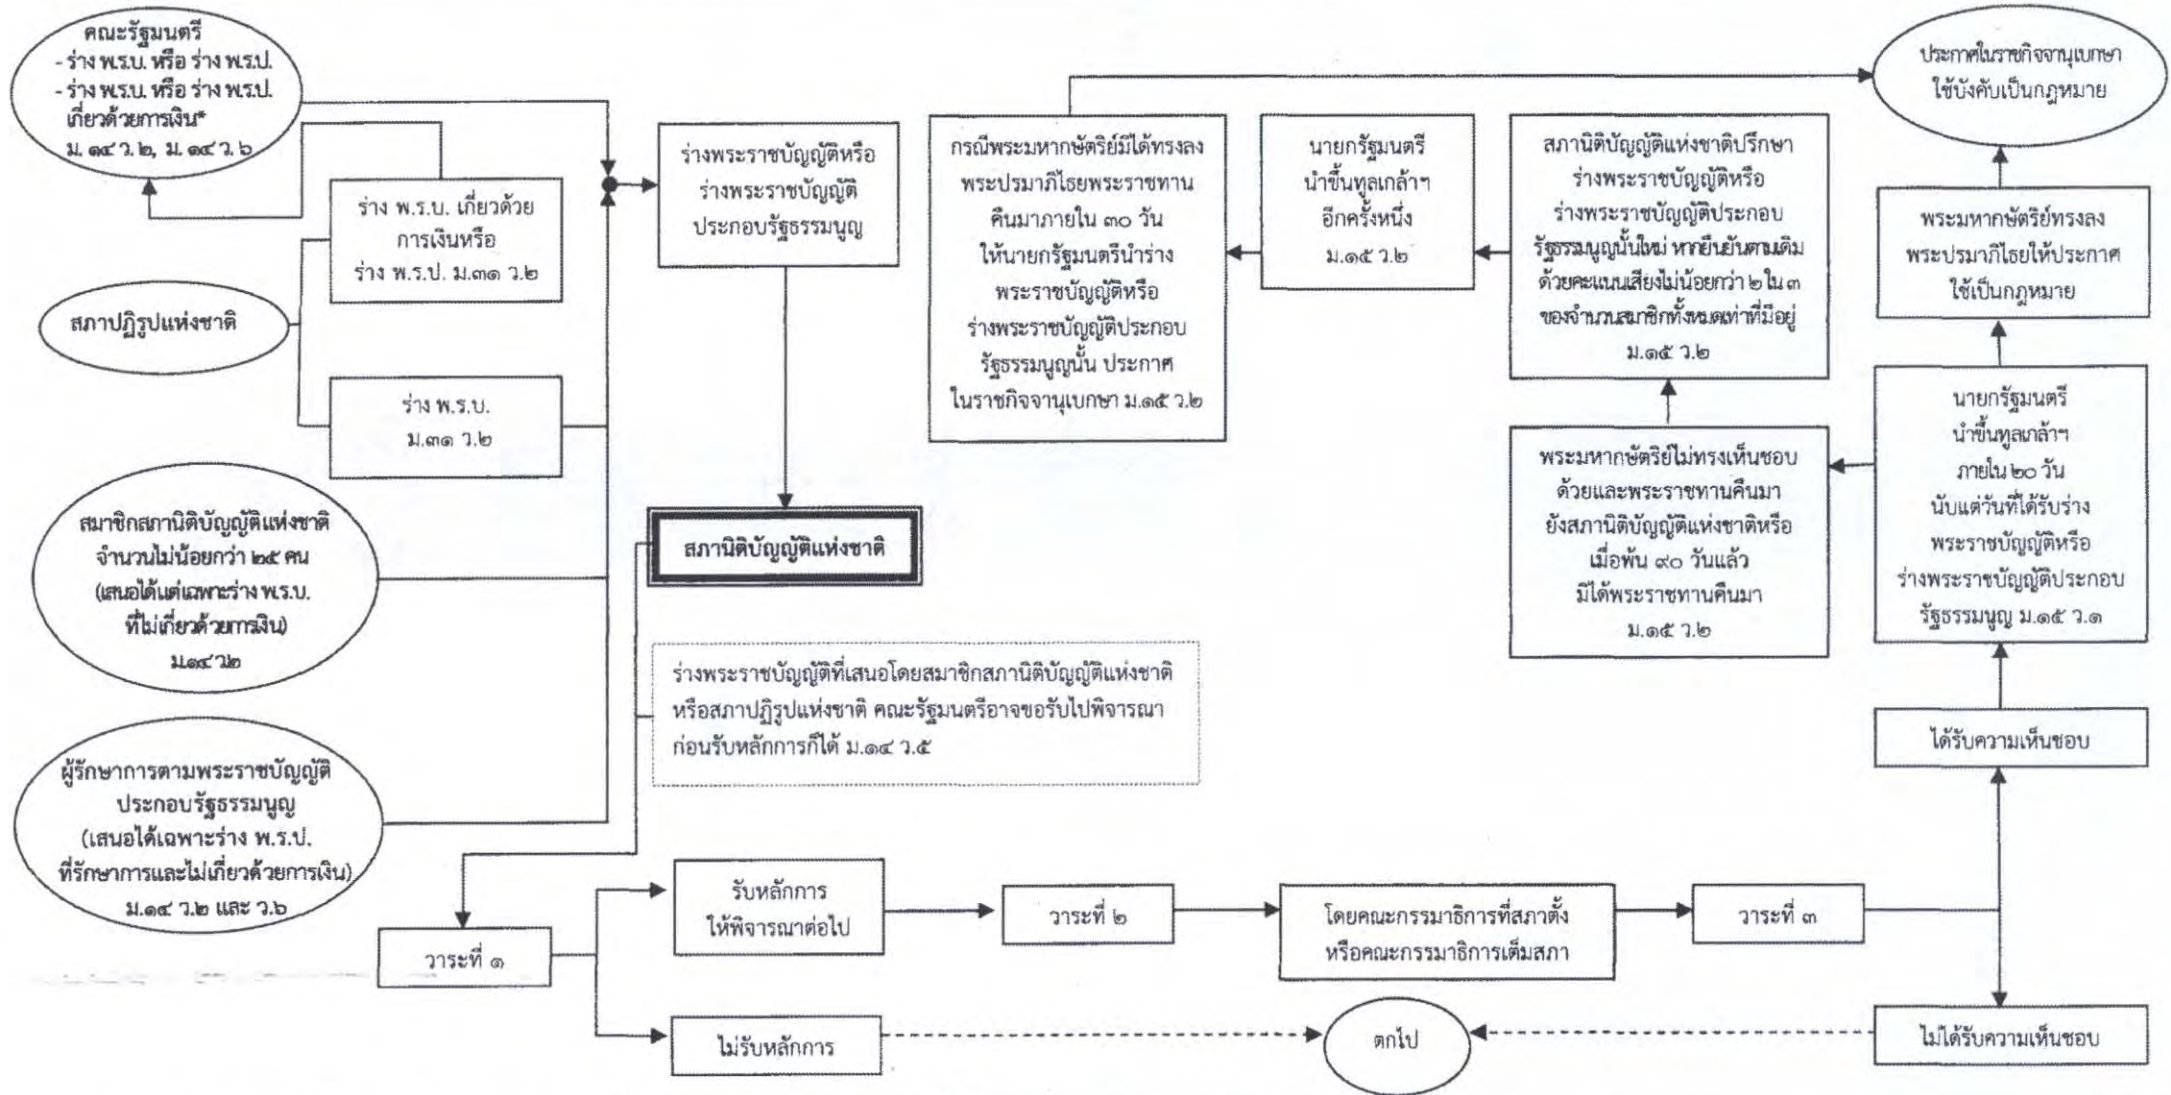 คณะรัฐมนตรี
- ร่าง พ.ร.บ. หรือ ร่าง พ.ร.ป.
- ร่าง พ.ร.บ. หรือ ร่าง พ.ร.ป.
เกี่ยวด้วยการเงิน*
ม. ๑๔ ว. ๒, ม. ๑๔ ว. ๖
ร่าง พ.ร.บ. เกี่ยวด้วย
การเงินหรือ
ร่าง พ.ร.ป. ม.๓๑ ว.๒
สภาปฏิรูปแห่งชาติ
ร่าง พ.ร.บ.
ม.๓๑ ว.๒
สมาชิกสภานิติบัญญัติแห่งชาติ
จำนวนไม่น้อยกว่า ๒๕ คน
(เสนอได้แต่เฉพาะร่าง พ.ร.บ.
ที่ไม่เกี่ยวด้วยการเงิน)
ม.๑๔ ว.๒
ผู้รักษาการตามพระราชบัญญัติ
ประกอบรัฐธรรมนูญ
(เสนอได้เฉพาะร่าง พ.ร.ป.
ที่รักษาการและไม่เกี่ยวด้วยการเงิน)
ม.๑๔ ว.๒ และ ว.๖
ร่างพระราชบัญญัติหรือ
ร่างพระราชบัญญัติ
ประกอบรัฐธรรมนูญ
สภานิติบัญญัติแห่งชาติ
ร่างพระราชบัญญัติที่เสนอโดยสมาชิกสภานิติบัญญัติแห่งชาติ
หรือสภาปฏิรูปแห่งชาติ คณะรัฐมนตรีอาจขอรับไปพิจารณา
ก่อนรับหลักการก็ได้ ม.๑๔ ว.๕
วาระที่ ๑
รับหลักการ
ให้พิจารณาต่อไป
ไม่รับหลักการ
วาระที่ ๒
โดยคณะกรรมาธิการที่สภาตั้ง
หรือคณะกรรมาธิการเต็มสภา
วาระที่ ๓
ตกไป
ไม่ได้รับความเห็นชอบ
ได้รับความเห็นชอบ
นายกรัฐมนตรี
นำขึ้นทูลเกล้าฯ
ภายใน ๒๐ วัน
นับแต่วันที่ได้รับร่าง
พระราชบัญญัติหรือ
ร่างพระราชบัญญัติประกอบ
รัฐธรรมนูญ ม.๑๕ ว.๑
พระมหากษัตริย์ทรงลง
พระปรมาภิไธยให้ประกาศ
ใช้เป็นกฎหมาย
ประกาศในราชกิจจานุเบกษา
ใช้บังคับเป็นกฎหมาย
พระมหากษัตริย์ไม่ทรงเห็นชอบ
ด้วยและพระราชทานคืนมา
ยังสภานิติบัญญัติแห่งชาติหรือ
เมื่อพ้น ๙๐ วันแล้ว
มิได้พระราชทานคืนมา
ม.๑๕ ว.๒
สภานิติบัญญัติแห่งชาติปรึกษา
ร่างพระราชบัญญัติหรือ
ร่างพระราชบัญญัติประกอบ
รัฐธรรมนูญนั้นใหม่ หากยืนยันตามเดิม
ด้วยคะแนนเสียงไม่น้อยกว่า ๒ ใน ๓
ของจำนวนสมาชิกทั้งหมดเท่าที่มีอยู่
ม.๑๕ ว.๒
นายกรัฐมนตรี
นำขึ้นทูลเกล้าฯ
อีกครั้งหนึ่ง
ม.๑๕ ว.๒
กรณีพระมหากษัตริย์มิได้ทรงลง
พระปรมาภิไธยพระราชทาน
คืนมาภายใน ๓๐ วัน
ให้นายกรัฐมนตรีนำร่าง
พระราชบัญญัติหรือ
ร่างพระราชบัญญัติประกอบ
รัฐธรรมนูญนั้น ประกาศ
ในราชกิจจานุเบกษา ม.๑๕ ว.๒